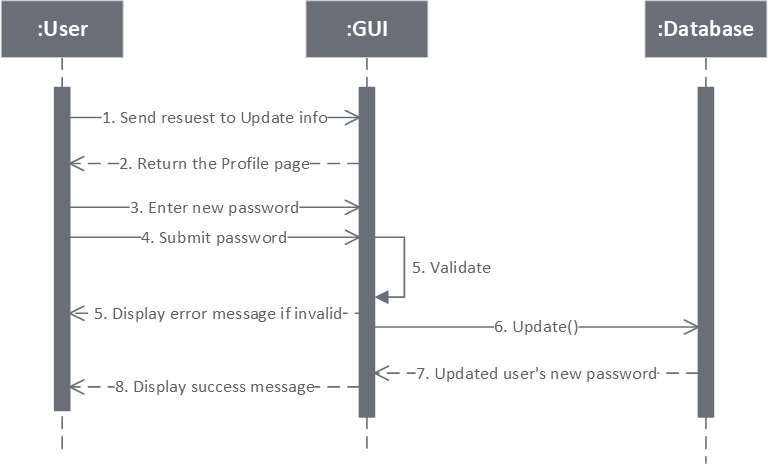 :User
:GUI
:Database
1. Send resuest to Update info
2. Return the Profile page
3. Enter new password
4. Submit password
5. Validate
5. Display error message if invalid
6. Update()
7. Updated user's new password
8. Display success message